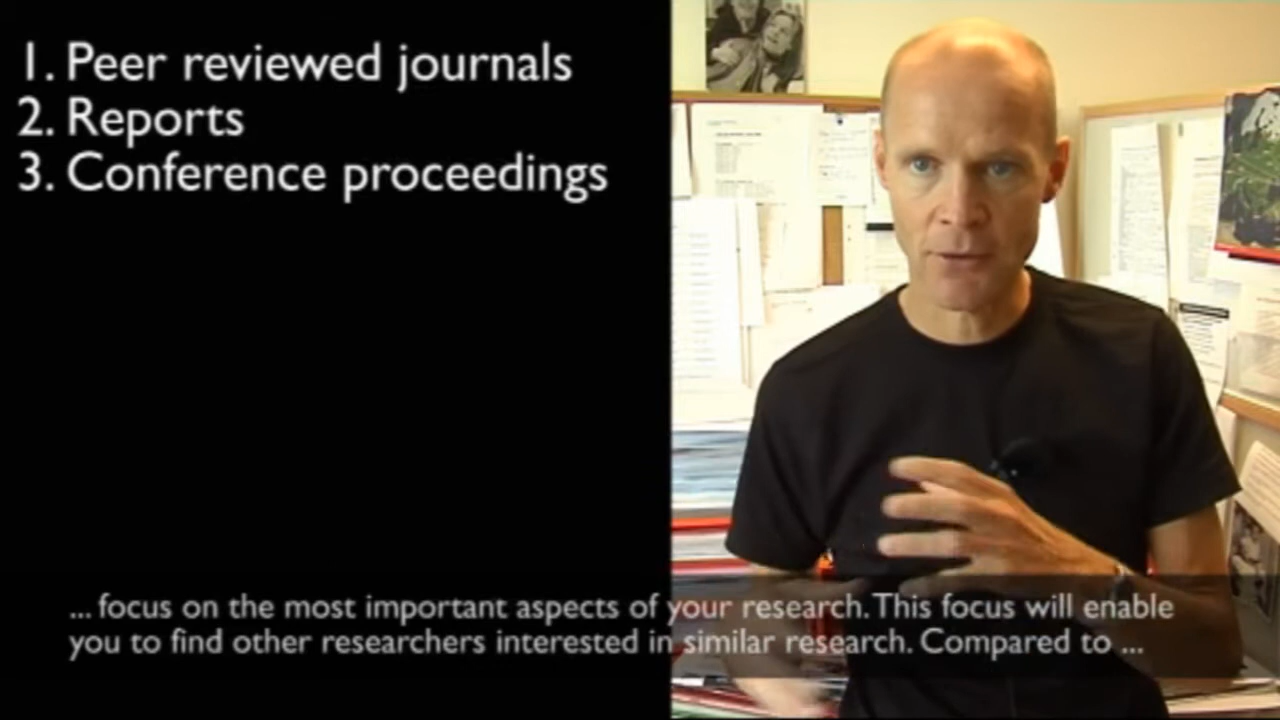 1. Peer reviewed journals
2. Reports
3. Conference proceedings
... focus on the most important aspects of your research. This focus will enable
you to find other researchers interested in similar research. Compared to ...